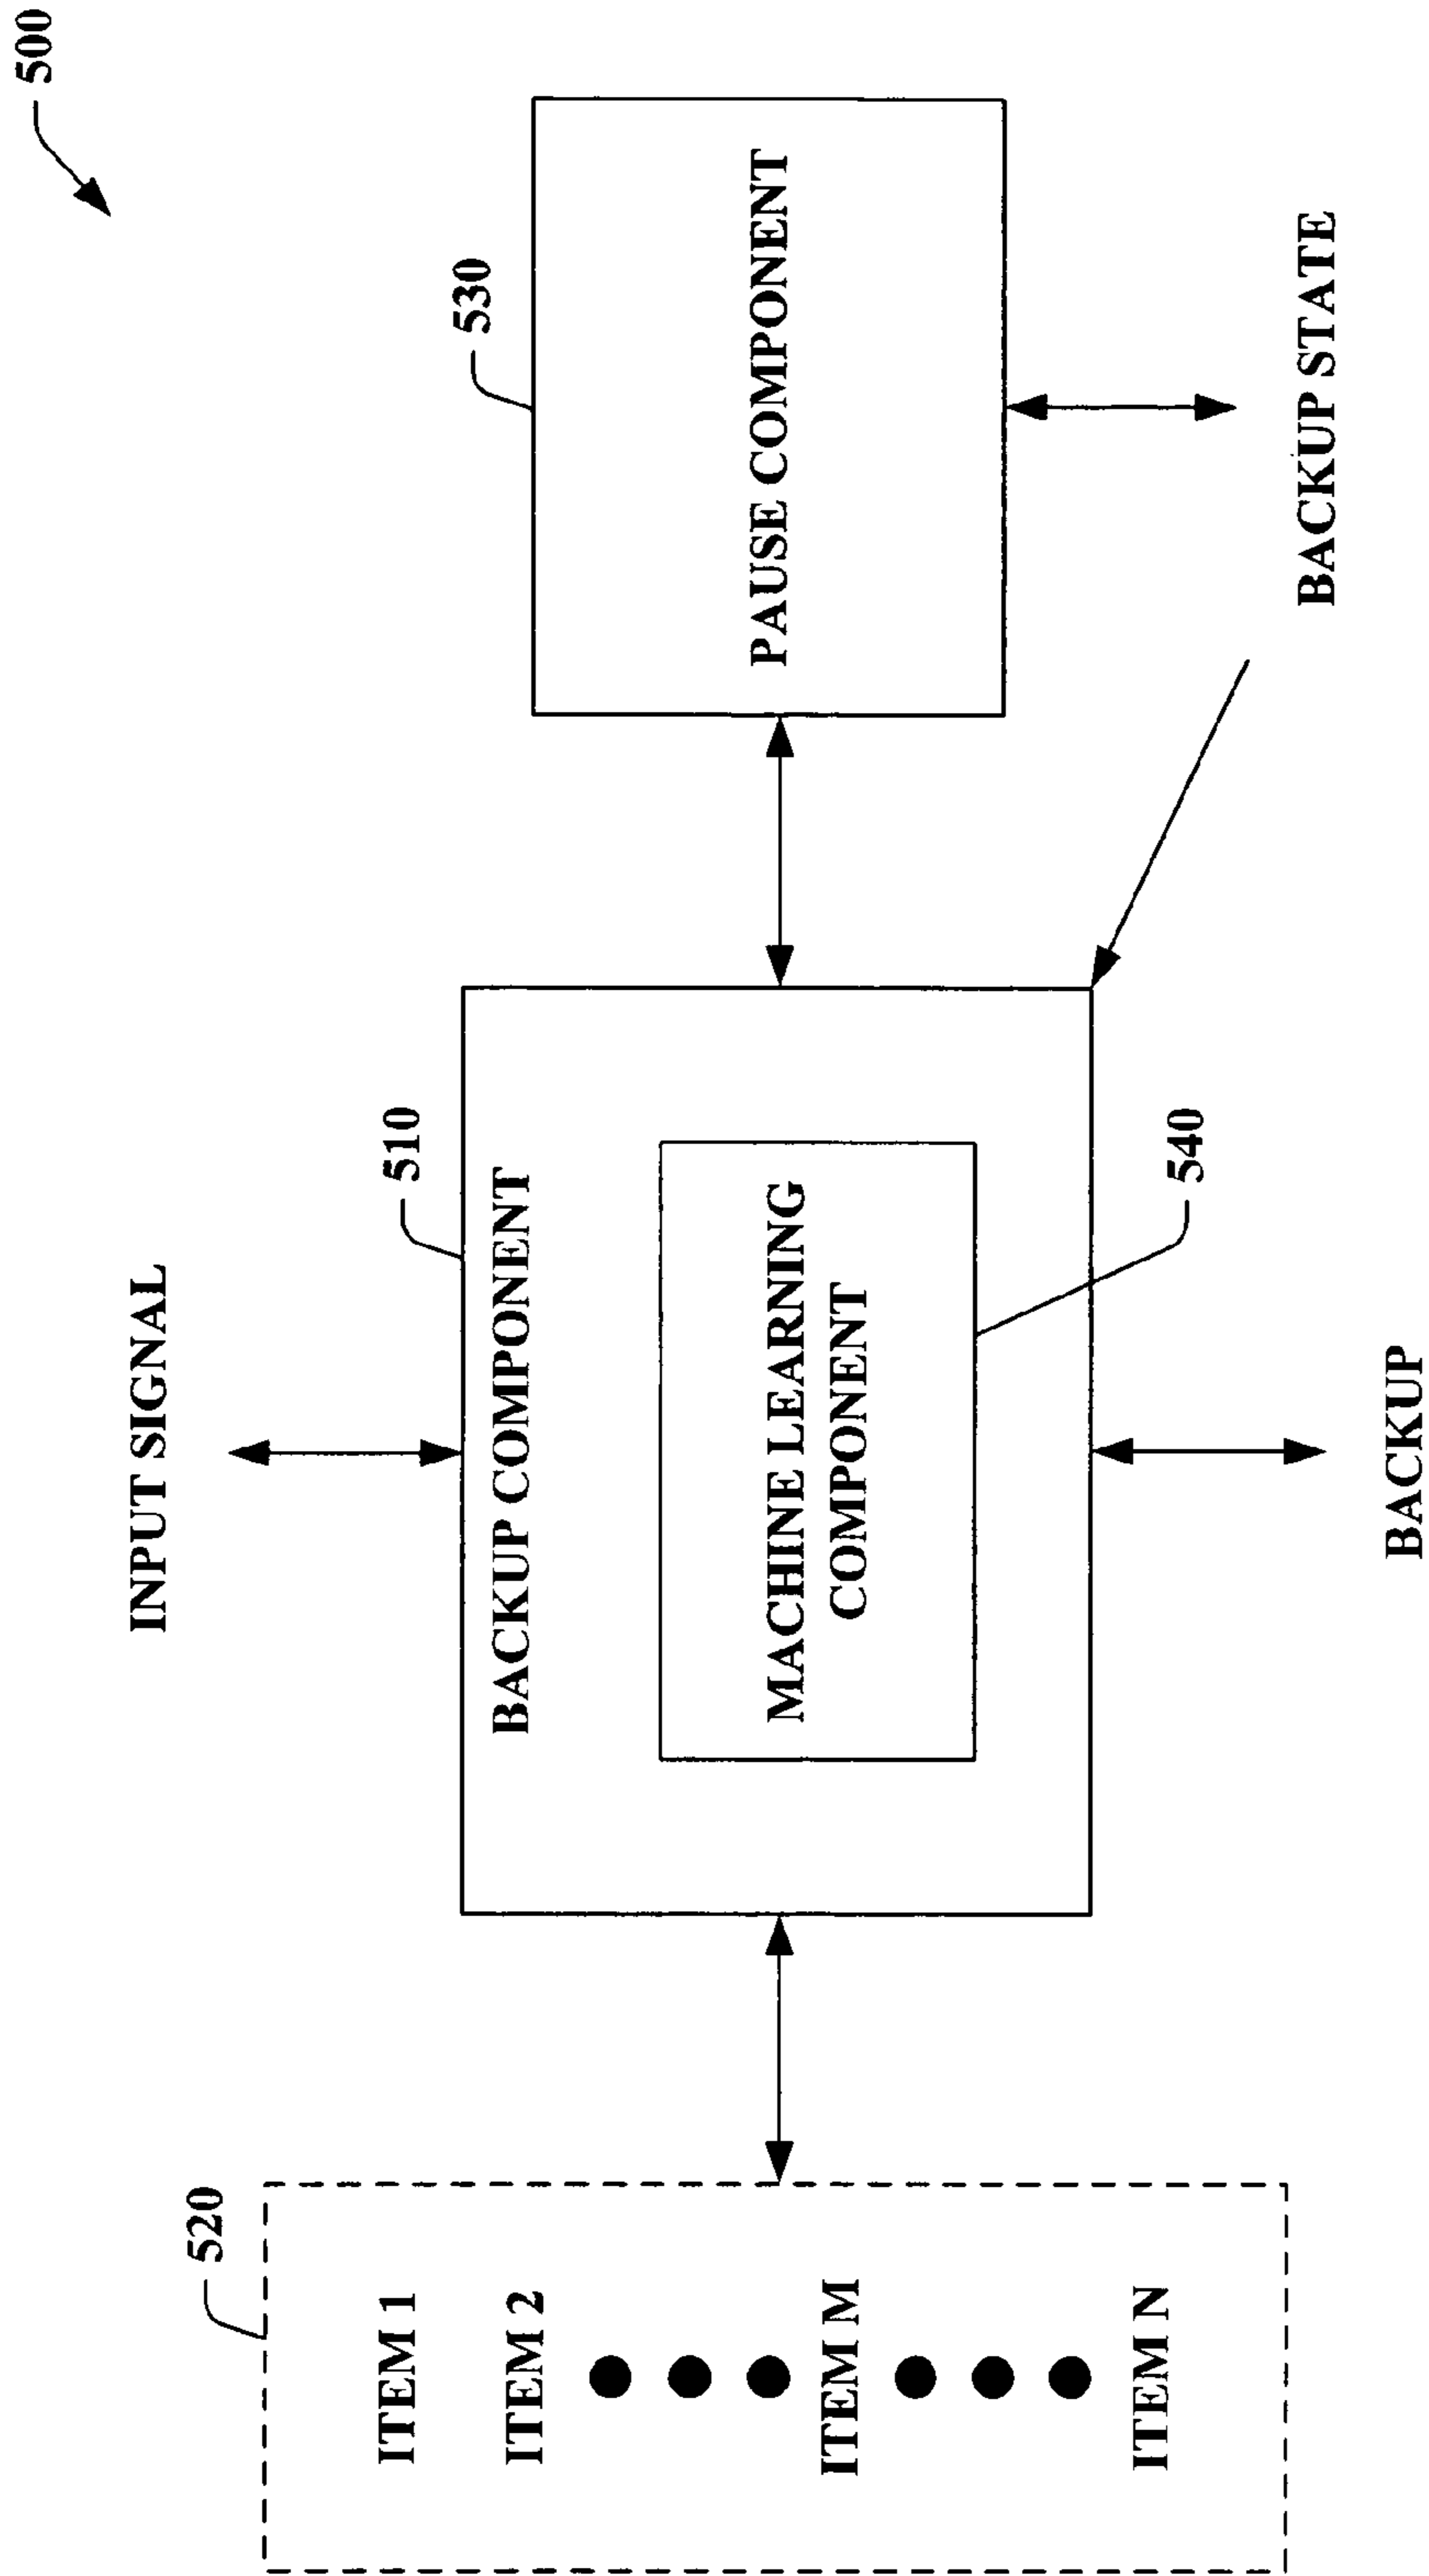 500
INPUT SIGNAL
520
ITEM 1
ITEM 2
ITEM M
ITEM N
510
BACKUP COMPONENT
MACHINE LEARNING
COMPONENT
540
530
PAUSE COMPONENT
BACKUP
BACKUP STATE